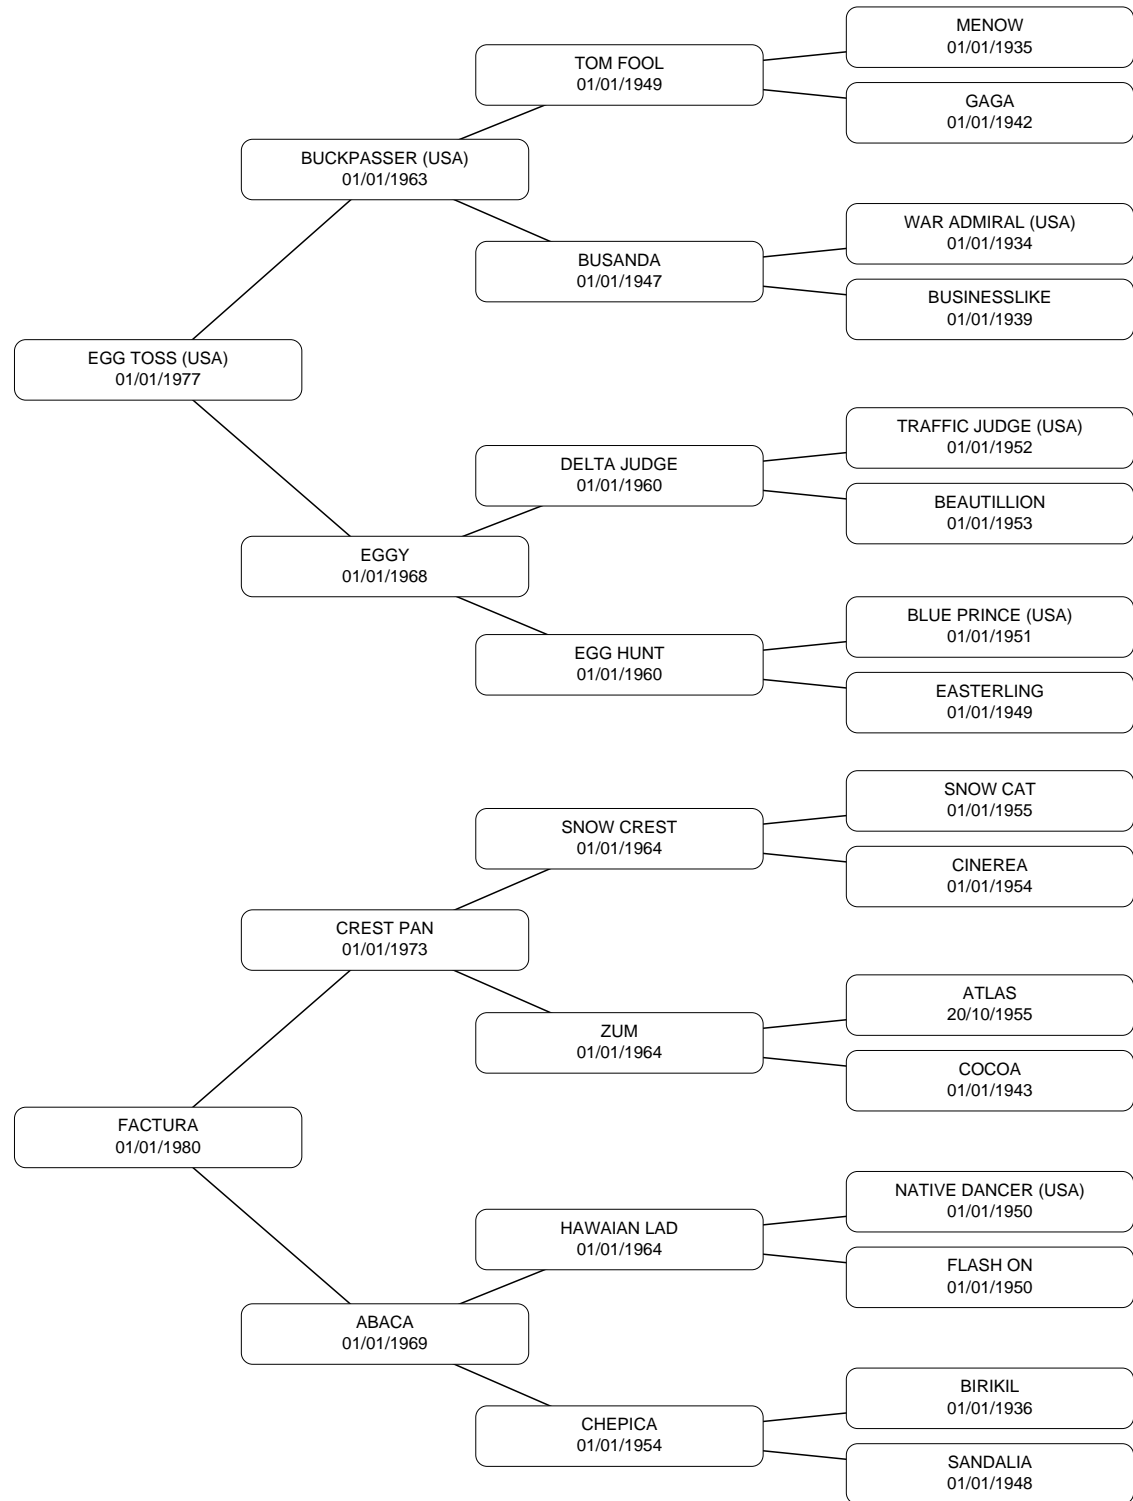 MENOW
01/01/1935
TOM FOOL
01/01/1949
GAGA
01/01/1942
BUCKPASSER (USA)
01/01/1963
WAR ADMIRAL (USA)
01/01/1934
BUSANDA
01/01/1947
BUSINESSLIKE
01/01/1939
EGG TOSS (USA)
01/01/1977
TRAFFIC JUDGE (USA)
01/01/1952
DELTA JUDGE
01/01/1960
BEAUTILLION
01/01/1953
EGGY
01/01/1968
BLUE PRINCE (USA)
01/01/1951
EGG HUNT
01/01/1960
EASTERLING
01/01/1949
SNOW CAT
01/01/1955
SNOW CREST
01/01/1964
CINEREA
01/01/1954
CREST PAN
01/01/1973
ATLAS
20/10/1955
ZUM
01/01/1964
COCOA
01/01/1943
FACTURA
01/01/1980
NATIVE DANCER (USA)
01/01/1950
HAWAIAN LAD
01/01/1964
FLASH ON
01/01/1950
ABACA
01/01/1969
BIRIKIL
01/01/1936
CHEPICA
01/01/1954
SANDALIA
01/01/1948